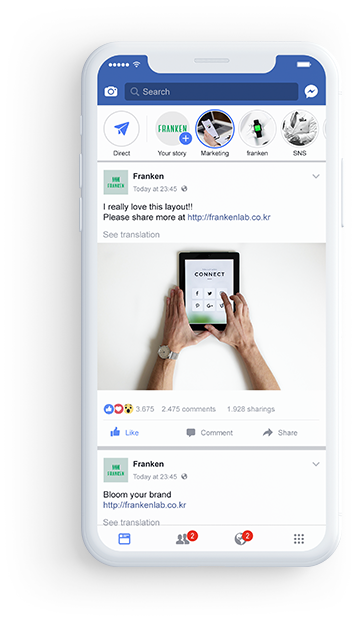 Search
FRANKEN
Direct
Your story
Marketing
franken
SNS
FRANKEN
Franken
Today at 23:45
I really love this layout!!
Please share more at http://frankenlab.co.kr
See translation
CONNECT
3.675
2.475 comments
1.928 sharings
Like
Comment
Share
FRANKEN
Franken
Today at 23:45
Bloom your brand
http://frankenlab.co.kr
See translation
2
2